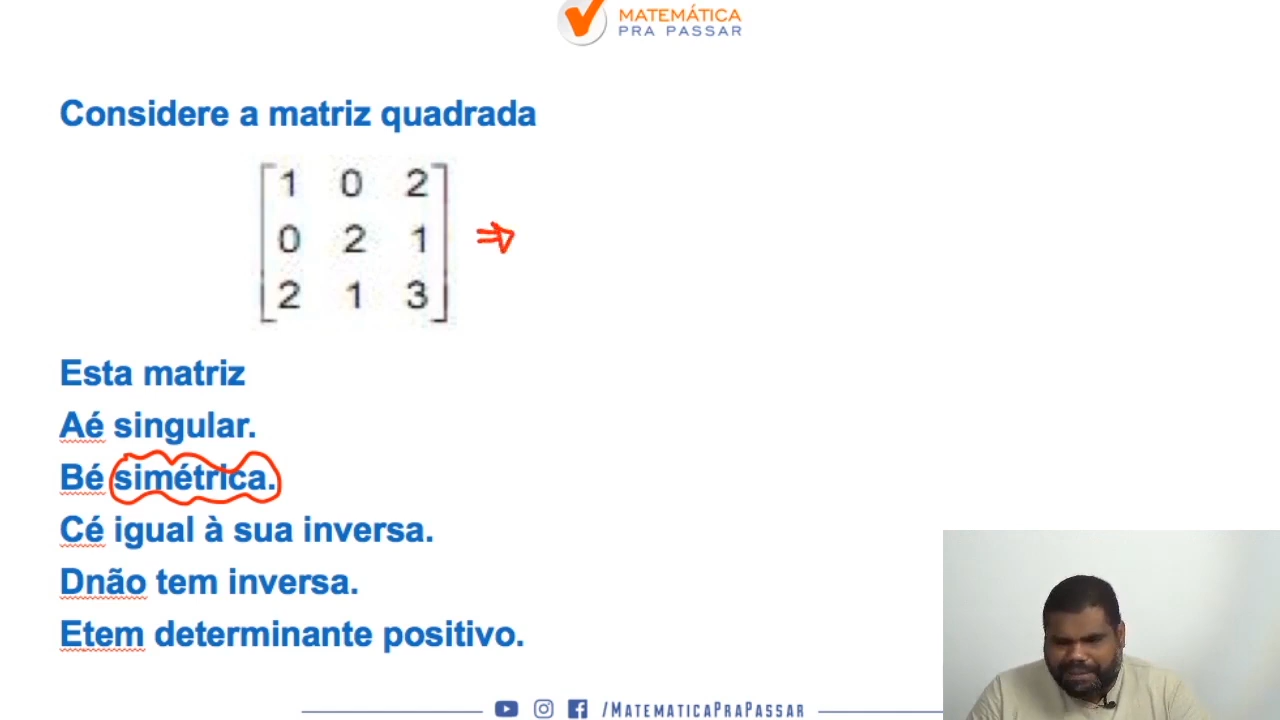 MATEMÁTICA
PRA PASSAR
Considere a matriz quadrada
1 0 2
0 2 1
2 1 3
Esta matriz
Aé singular.
Bé simétrica.
Cé igual à sua inversa.
Dnão tem inversa.
Etem determinante positivo.
/MATEMATICAPRAPASSAR